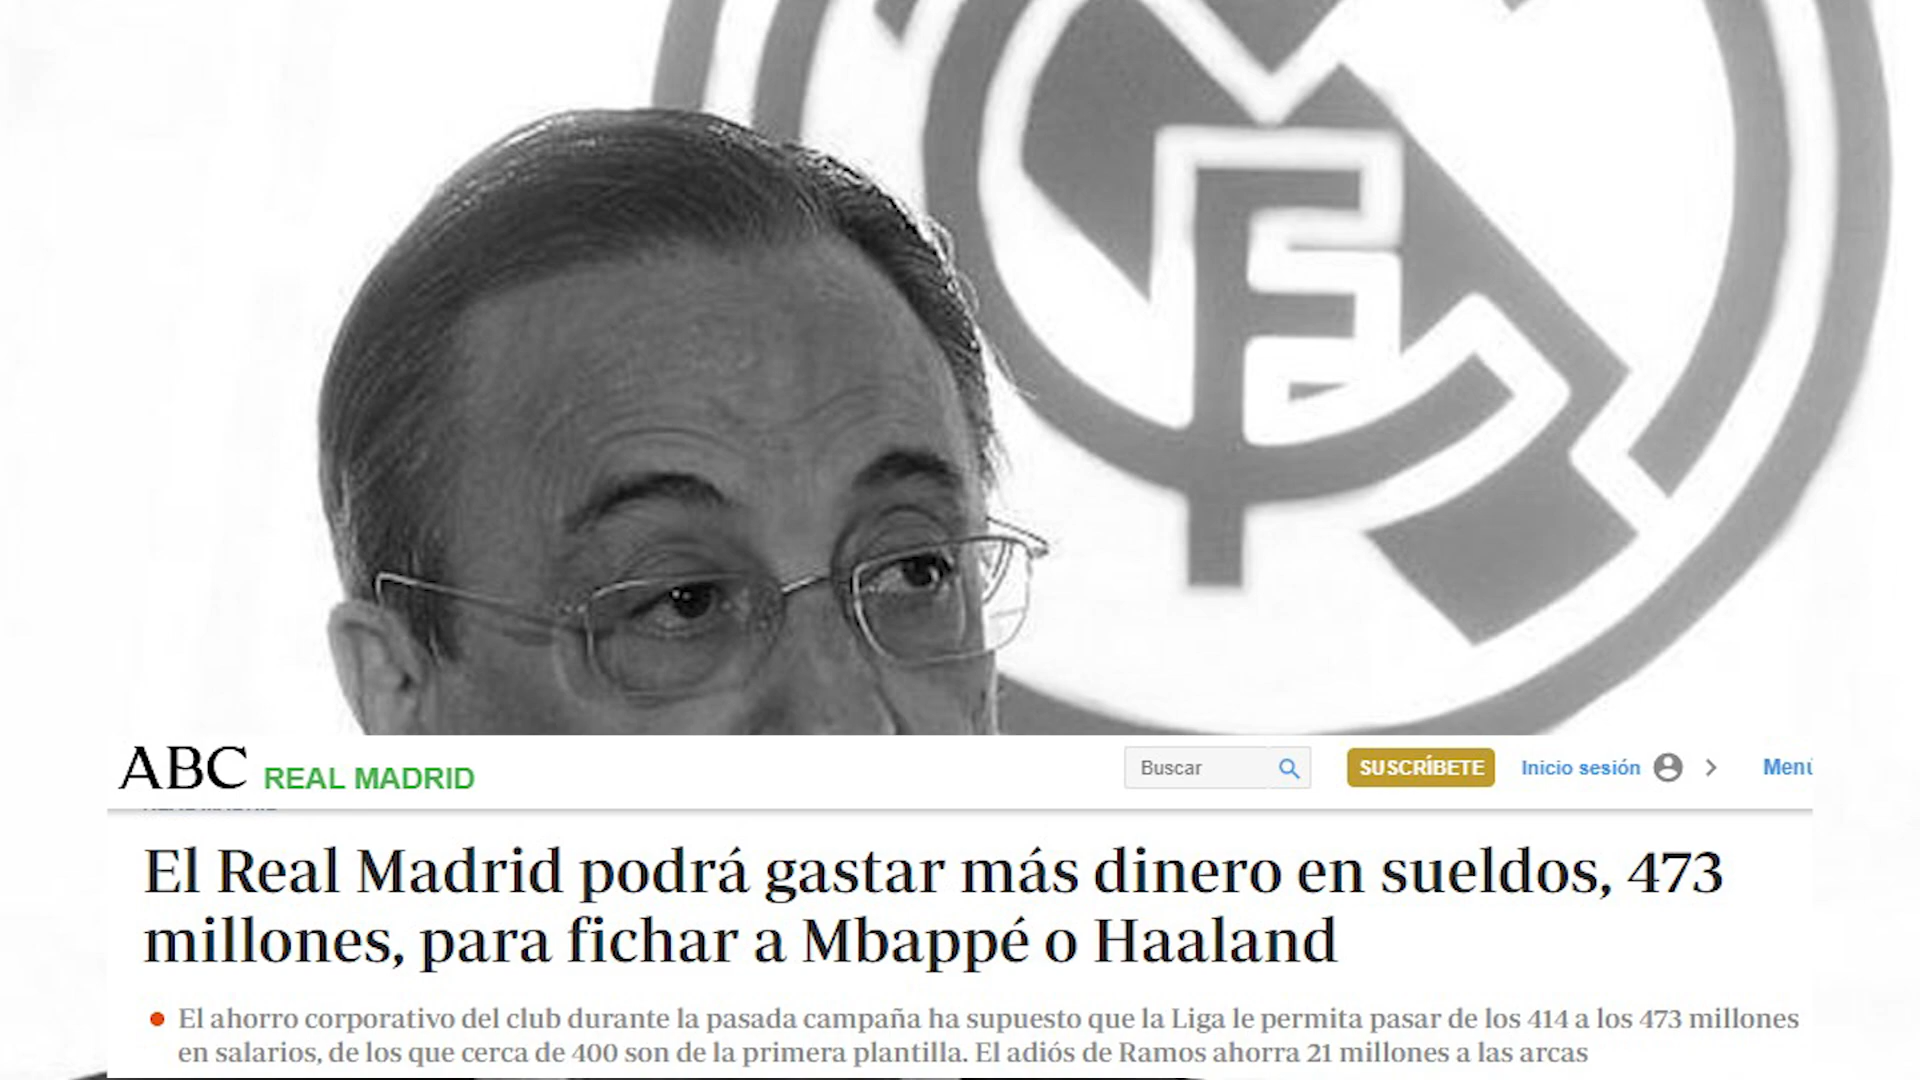 ABC REAL MADRID Buscar SUSCRÍBETE Inicio sesión Menú
El Real Madrid podrá gastar más dinero en sueldos, 473
millones, para fichar a Mbappé o Haaland
El ahorro corporativo del club durante la pasada campaña ha supuesto que la Liga le permita pasar de los 414 a los 473 millones
en salarios, de los que cerca de 400 son de la primera plantilla. El adiós de Ramos ahorra 21 millones a las arcas